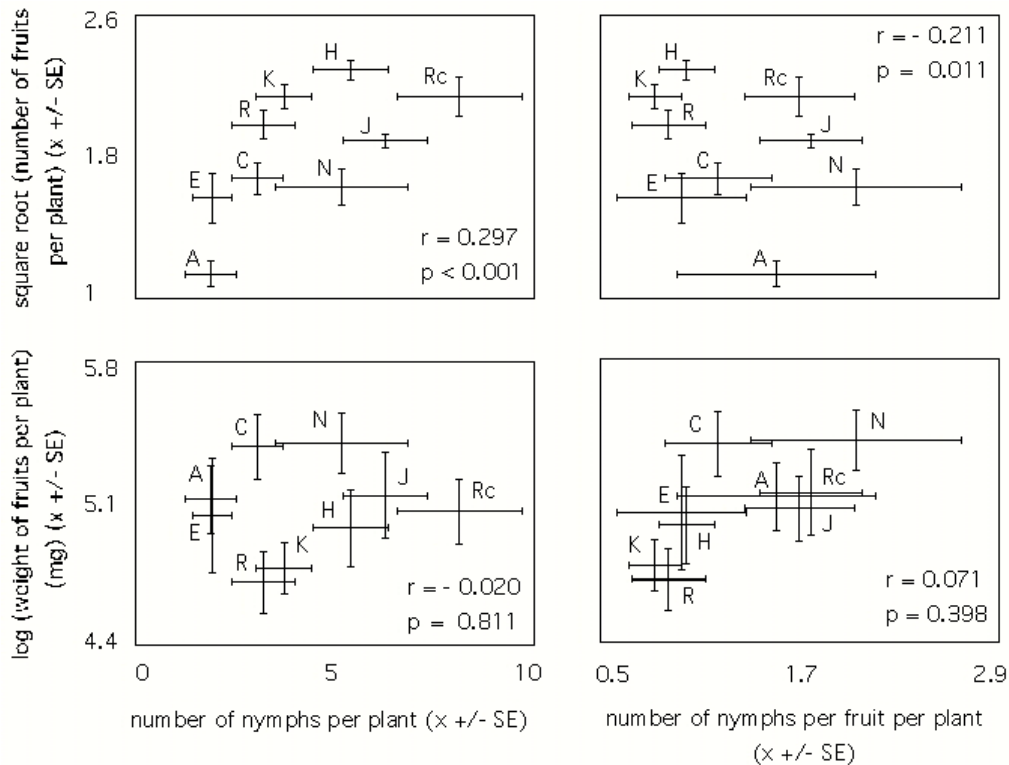 square root (number of fruits
per plant) (x +/- SE)
2.6
1.8
1
H
K
Rc
R
J
C
N
E
A
r = 0.297
p < 0.001
r = - 0.211
p = 0.011
H
K
Rc
R
J
C
N
E
A
log (weight of fruits per plant)
(mg) (x +/- SE)
5.8
5.1
4.4
C
N
A
J
Rc
E
H
R
K
r = - 0.020
p = 0.811
0
5
10
number of nymphs per plant (x +/- SE)
C
N
A
Rc
E
J
K
H
R
r = 0.071
p = 0.398
0.5
1.7
2.9
number of nymphs per fruit per plant
(x +/- SE)